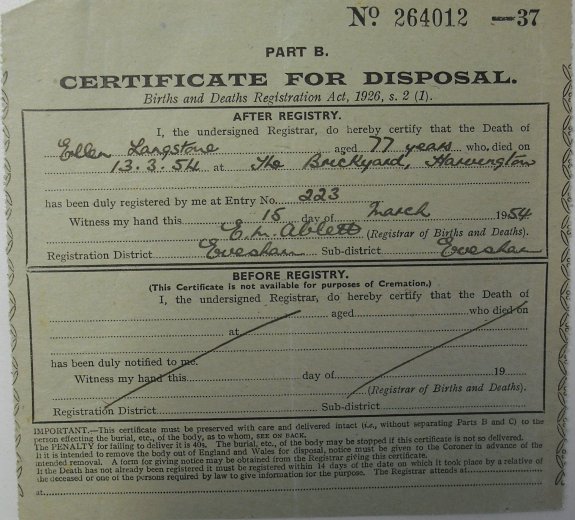 No 264012 —37
PART B.
CERTIFICATE FOR DISPOSAL.
Births and Deaths Registration Act, 1926, s. 2 (1).
AFTER REGISTRY.
I, the undersigned Registrar, do hereby certify that the Death of
Ellen Langstone aged 77 years who died on
13.3.54 at The Brickyard, Harvington
has been duly registered by me at Entry No. 223
Witness my hand this 15 day of March 1954.
E. M. Ablett (Registrar of Births and Deaths).
Registration District Evesham Sub-district Evesham
BEFORE REGISTRY.
(This Certificate is not available for purposes of Cremation.)
I, the undersigned Registrar, do hereby certify that the Death of
aged who died on
at
has been duly notified to me.
Witness my hand this day of 19
(Registrar of Births and Deaths).
Registration District Sub-district
IMPORTANT.—This certificate must be preserved with care and delivered intact (i.e., without separating Parts B and C) to the
person effecting the burial, etc., of the body, as to whom, SEE ON BACK.
The PENALTY for failing to deliver it is 40s. The burial, etc., of the body may be stopped if this certificate is not so delivered.
If it is intended to remove the body out of England and Wales for disposal, notice must be given to the Coroner in advance of the
intended removal. A form for giving notice may be obtained from the Registrar giving this certificate.
If the Death has not already been registered it must be registered within 14 days of the date on which it took place by a relative of
the deceased or one of the persons required by law to give information for the purpose. The Registrar attends at
at